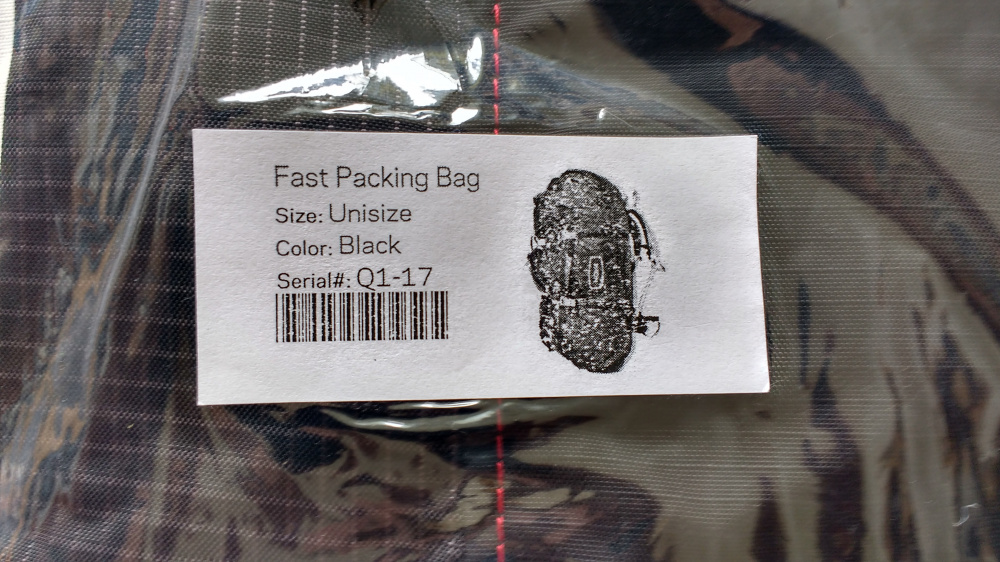 Fast Packing Bag
Size: Unisize
Color: Black
Serial#: Q1-17